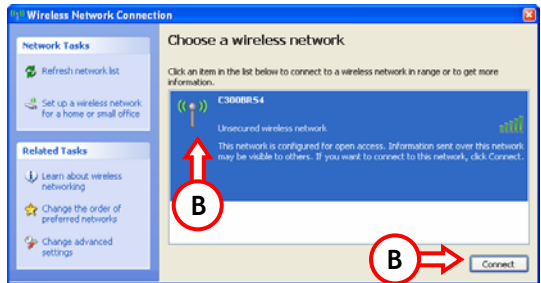 Wireless Network Connection
Network Tasks
Refresh network list
Set up a wireless network
for a home or small office
Related Tasks
Learn about wireless
networking
Change the order of
preferred networks
Change advanced
settings
Choose a wireless network
Click an item in the list below to connect to a wireless network in range or to get more
information.
C300BRS4
Unsecured wireless network
This network is configured for open access. Information sent over this network
may be visible to others. If you want to connect to this network, click Connect.
B
B
Connect